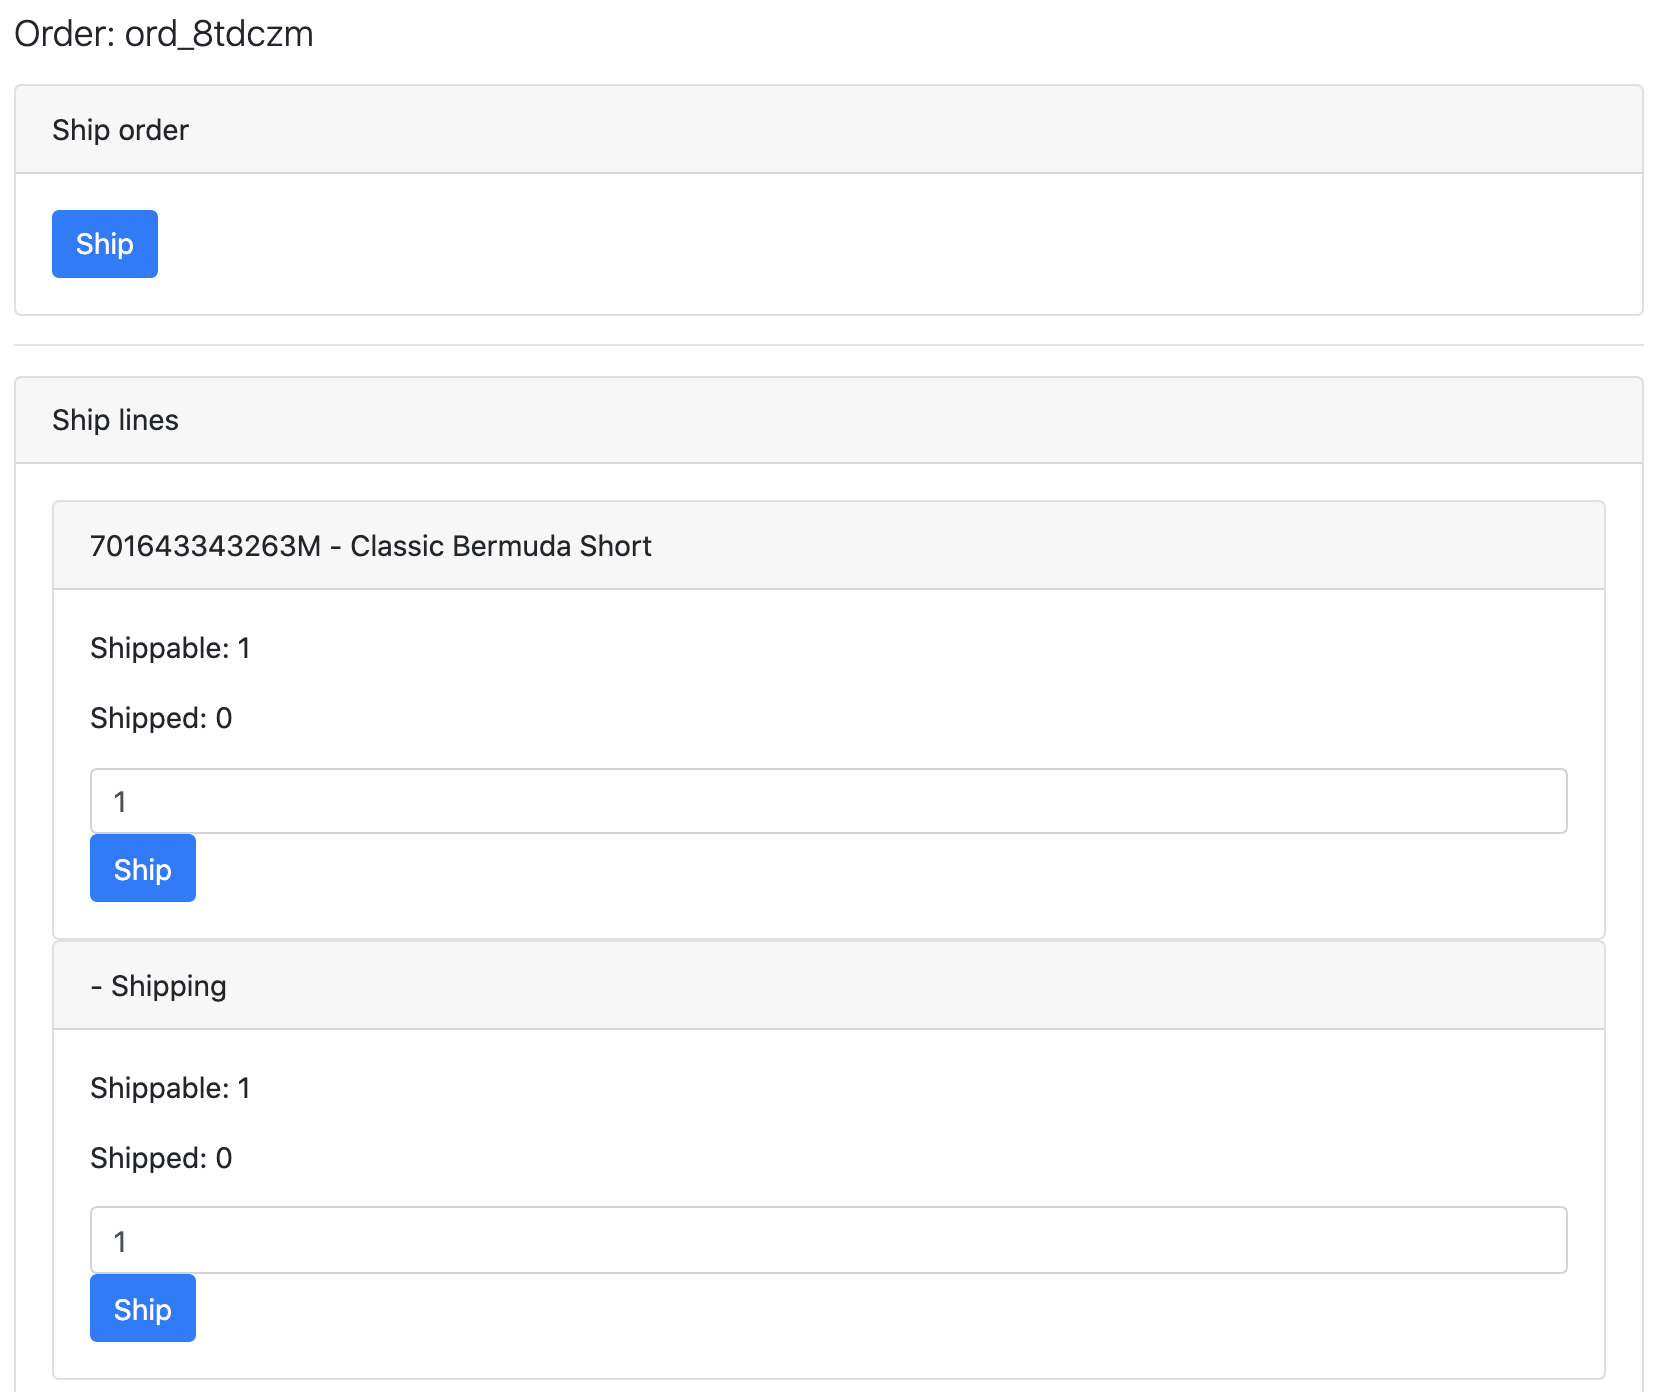 Order: ord_8tdczm
Ship order
Ship
Ship lines
701643343263M - Classic Bermuda Short
Shippable: 1
Shipped: 0
1
Ship
- Shipping
Shippable: 1
Shipped: 0
1
Ship